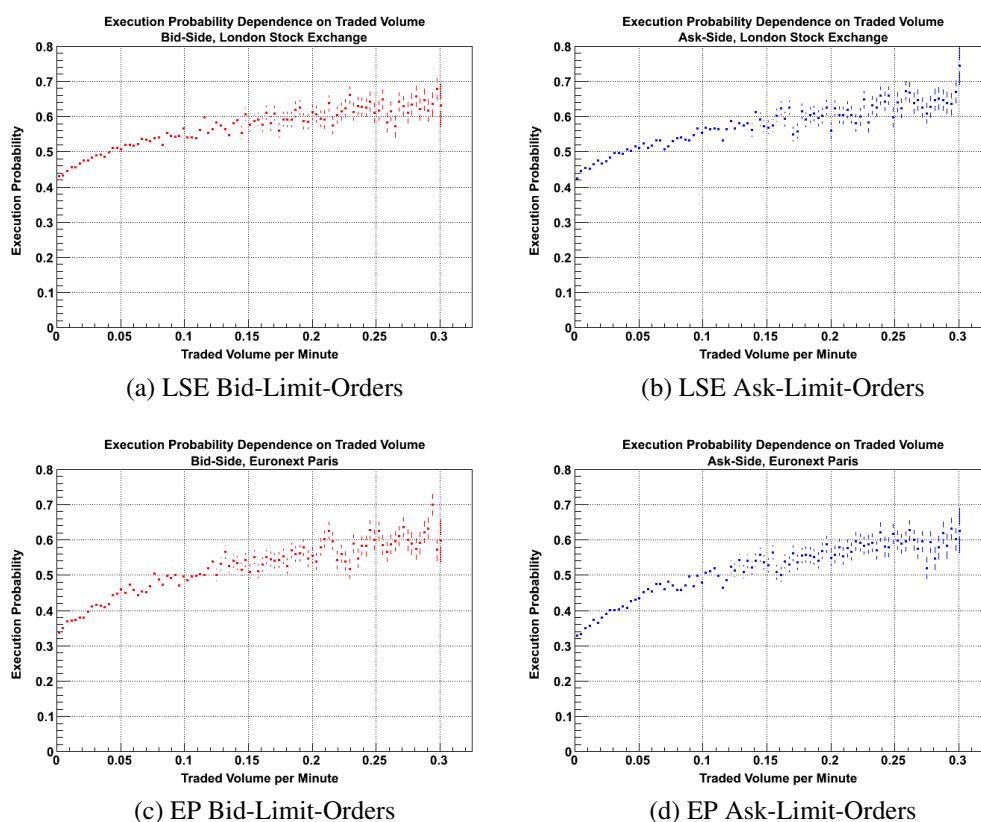 Execution Probability Dependence on Traded Volume
Bid-Side, London Stock Exchange
0.8
0.7
0.6
0.5
0.4
0.3
0.2
0.1
0
Execution Probability
0 0.05 0.1 0.15 0.2 0.25 0.3
Traded Volume per Minute
(a) LSE Bid-Limit-Orders
Execution Probability Dependence on Traded Volume
Ask-Side, London Stock Exchange
0.8
0.7
0.6
0.5
0.4
0.3
0.2
0.1
0
Execution Probability
0 0.05 0.1 0.15 0.2 0.25 0.3
Traded Volume per Minute
(b) LSE Ask-Limit-Orders
Execution Probability Dependence on Traded Volume
Bid-Side, Euronext Paris
0.8
0.7
0.6
0.5
0.4
0.3
0.2
0.1
0
Execution Probability
0 0.05 0.1 0.15 0.2 0.25 0.3
Traded Volume per Minute
(c) EP Bid-Limit-Orders
Execution Probability Dependence on Traded Volume
Ask-Side, Euronext Paris
0.8
0.7
0.6
0.5
0.4
0.3
0.2
0.1
0
Execution Probability
0 0.05 0.1 0.15 0.2 0.25 0.3
Traded Volume per Minute
(d) EP Ask-Limit-Orders